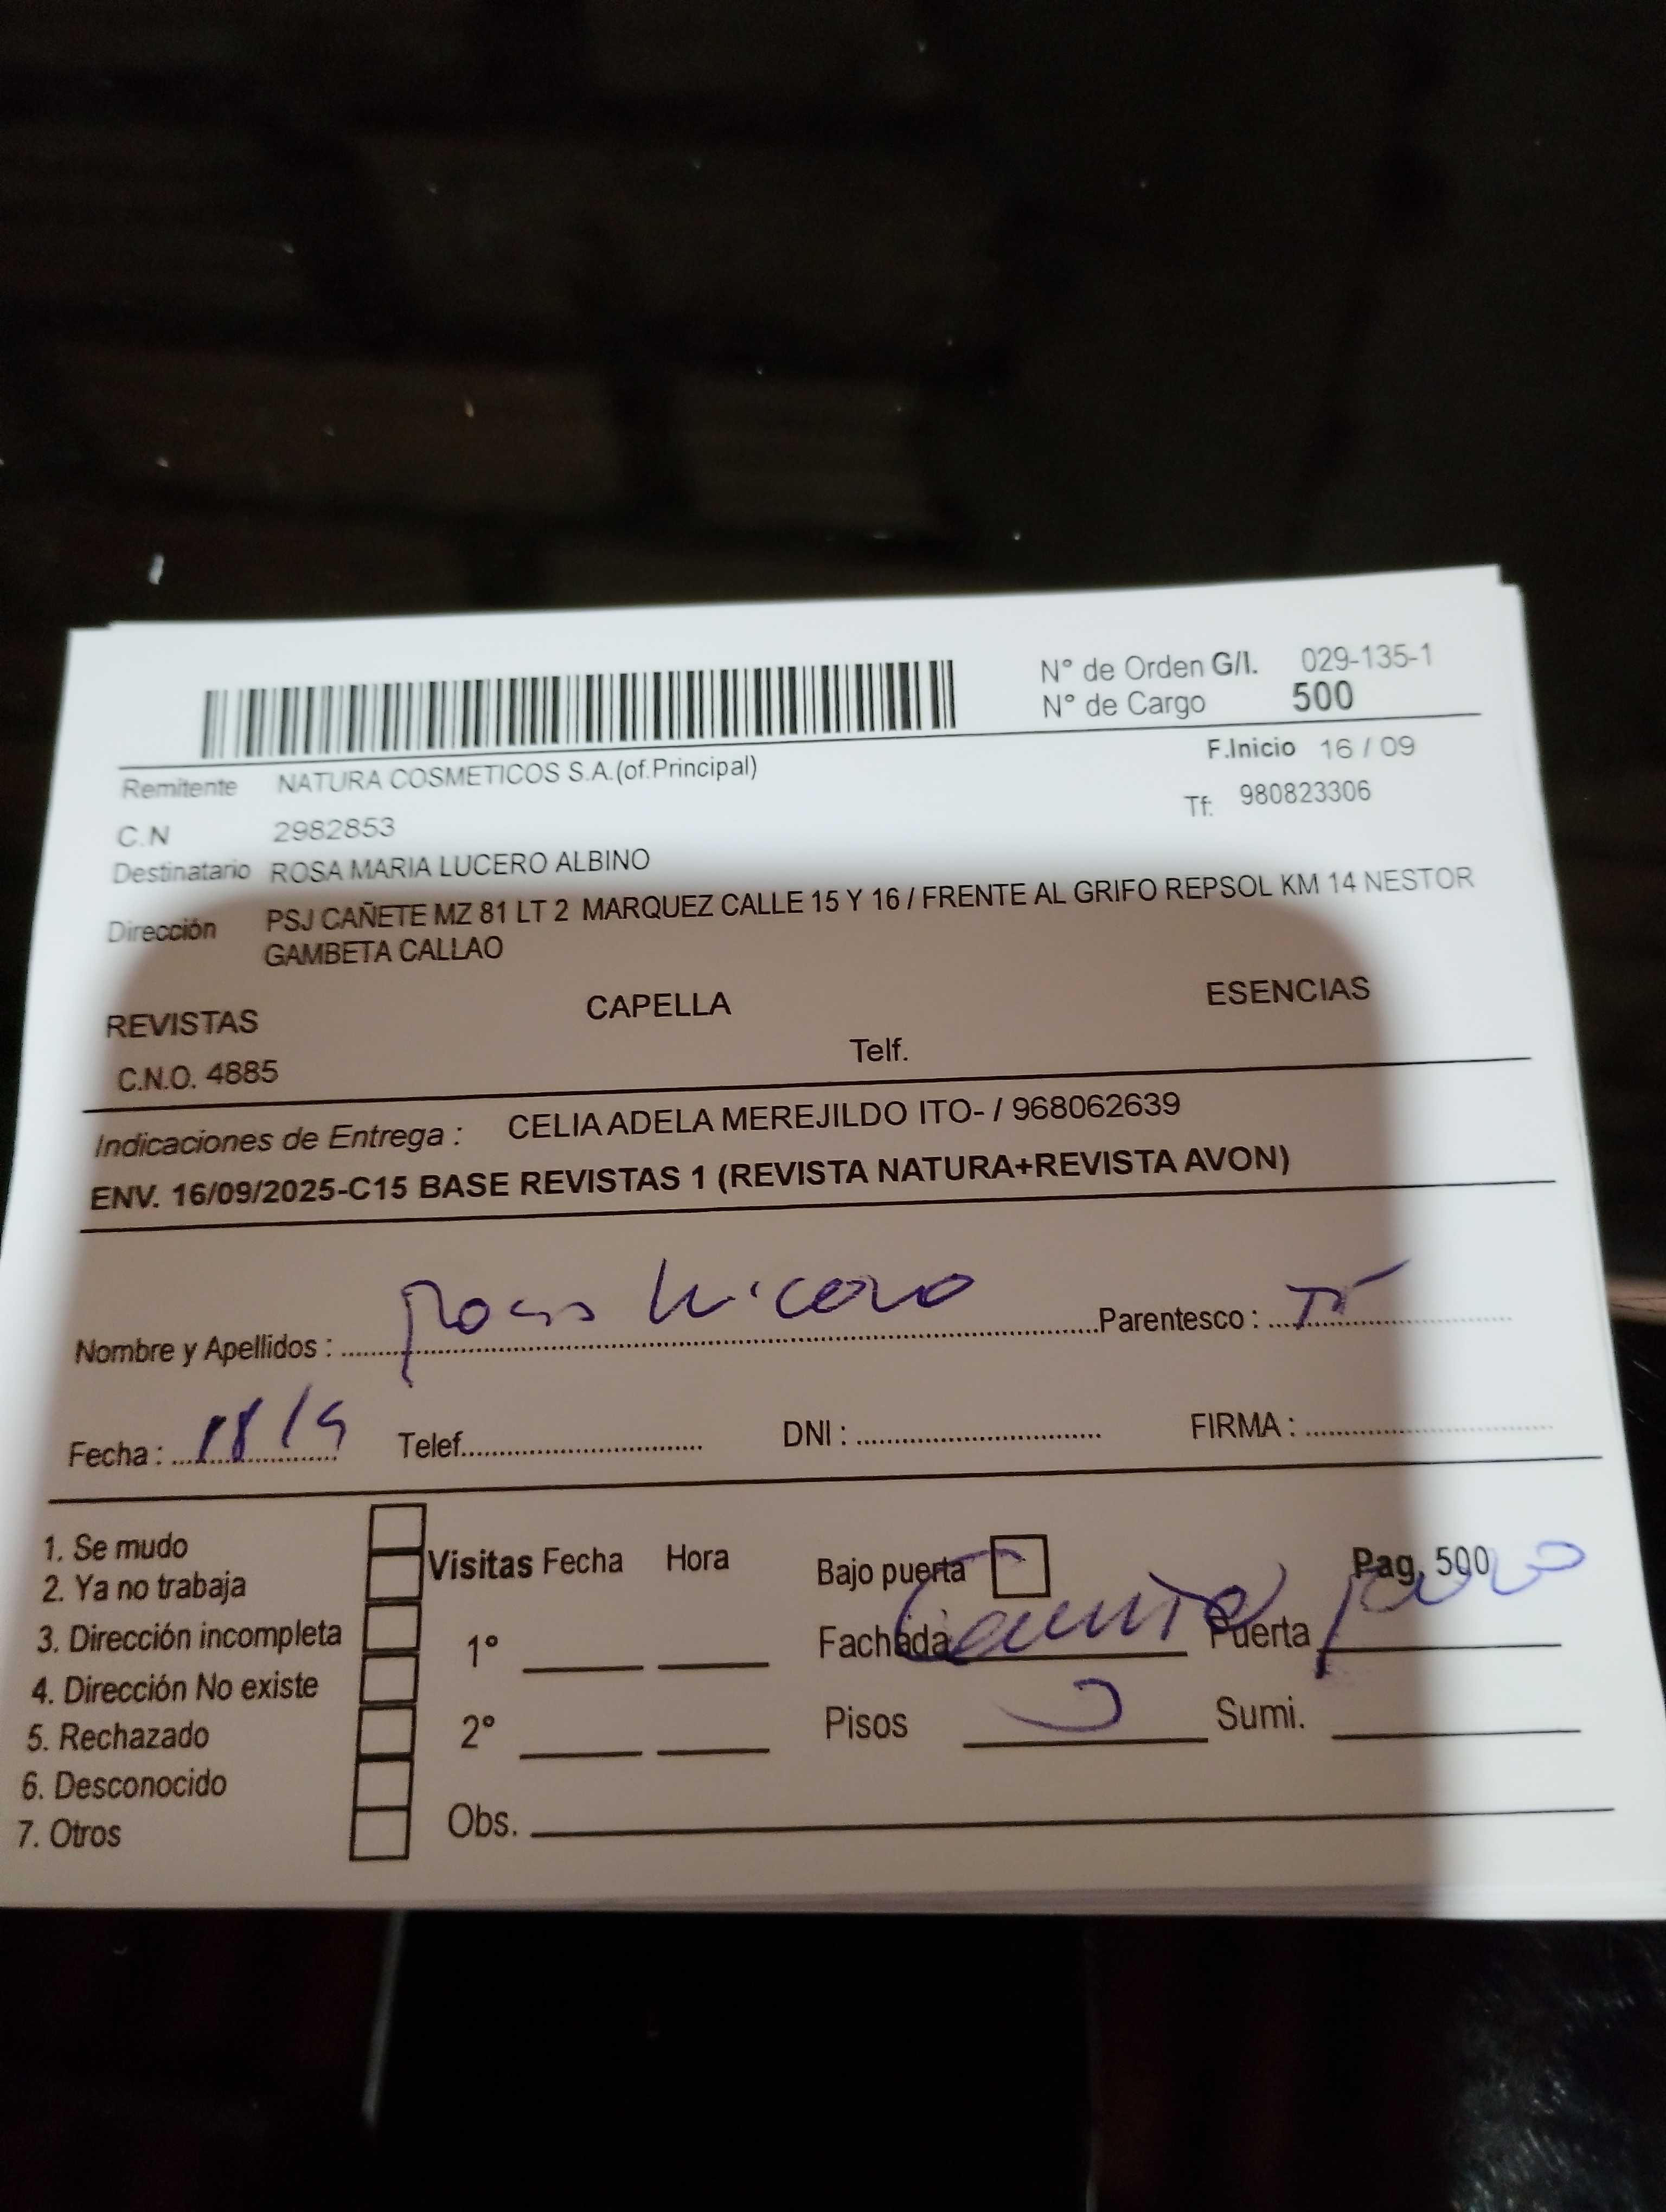 N° de Orden G/I. 029-135-1
N° de Cargo 500
F.Inicio 16 / 09
Remitente NATURA COSMETICOS S.A.(of.Principal)
Tf: 980823306
C.N 2982853
Destinatario ROSA MARIA LUCERO ALBINO
Dirección PSJ CAÑETE MZ 81 LT 2 MARQUEZ CALLE 15 Y 16 / FRENTE AL GRIFO REPSOL KM 14 NESTOR
GAMBETA CALLAO
REVISTAS CAPELLA ESENCIAS
C.N.O. 4885 Telf.
Indicaciones de Entrega : CELIA ADELA MEREJILDO ITO- / 968062639
ENV. 16/09/2025-C15 BASE REVISTAS 1 (REVISTA NATURA+REVISTA AVON)
Nombre y Apellidos : Rosa Lucero Parentesco :
Fecha : 18/9 Telef. DNI : FIRMA :
1. Se mudo
2. Ya no trabaja
3. Dirección incompleta
4. Dirección No existe
5. Rechazado
6. Desconocido
7. Otros
Visitas Fecha Hora
1°
2°
Obs.
Bajo puerta Pag. 500
Fachada Puerta
Pisos Sumi.